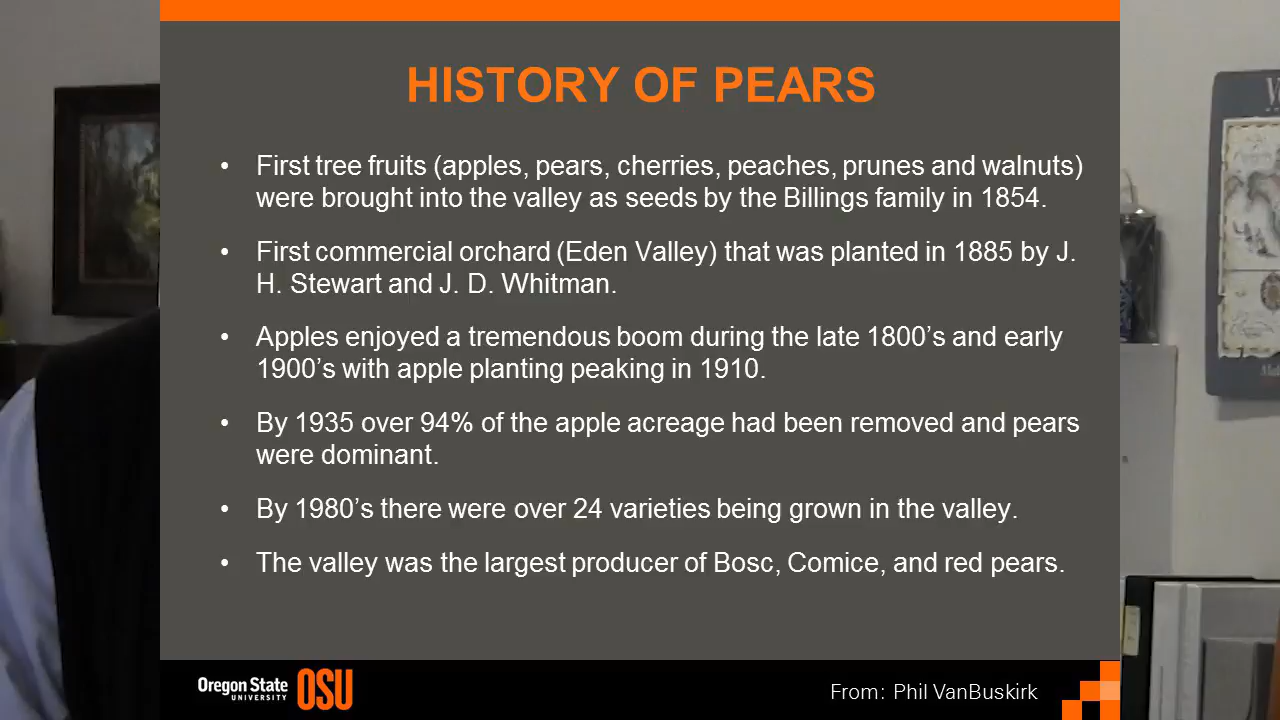 HISTORY OF PEARS
• First tree fruits (apples, pears, cherries, peaches, prunes and walnuts)
were brought into the valley as seeds by the Billings family in 1854.
• First commercial orchard (Eden Valley) that was planted in 1885 by J.
H. Stewart and J. D. Whitman.
• Apples enjoyed a tremendous boom during the late 1800’s and early
1900’s with apple planting peaking in 1910.
• By 1935 over 94% of the apple acreage had been removed and pears
were dominant.
• By 1980’s there were over 24 varieties being grown in the valley.
• The valley was the largest producer of Bosc, Comice, and red pears.
Oregon State
UNIVERSITY
OSU
From: Phil VanBuskirk